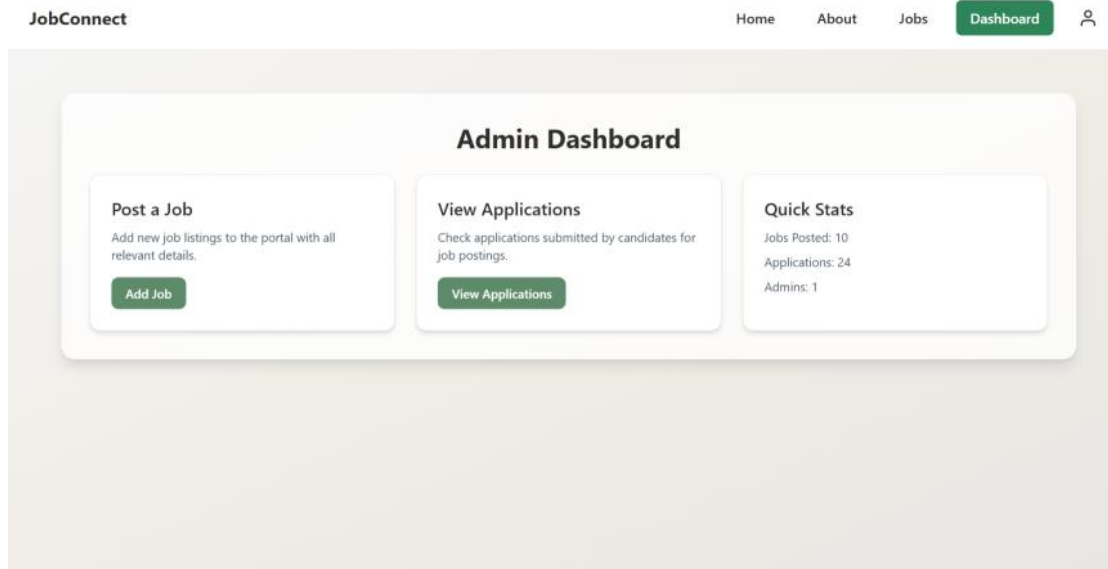 JobConnect
Home About Jobs Dashboard
Admin Dashboard
Post a Job
Add new job listings to the portal with all
relevant details.
Add Job
View Applications
Check applications submitted by candidates for
job postings.
View Applications
Quick Stats
Jobs Posted: 10
Applications: 24
Admins: 1